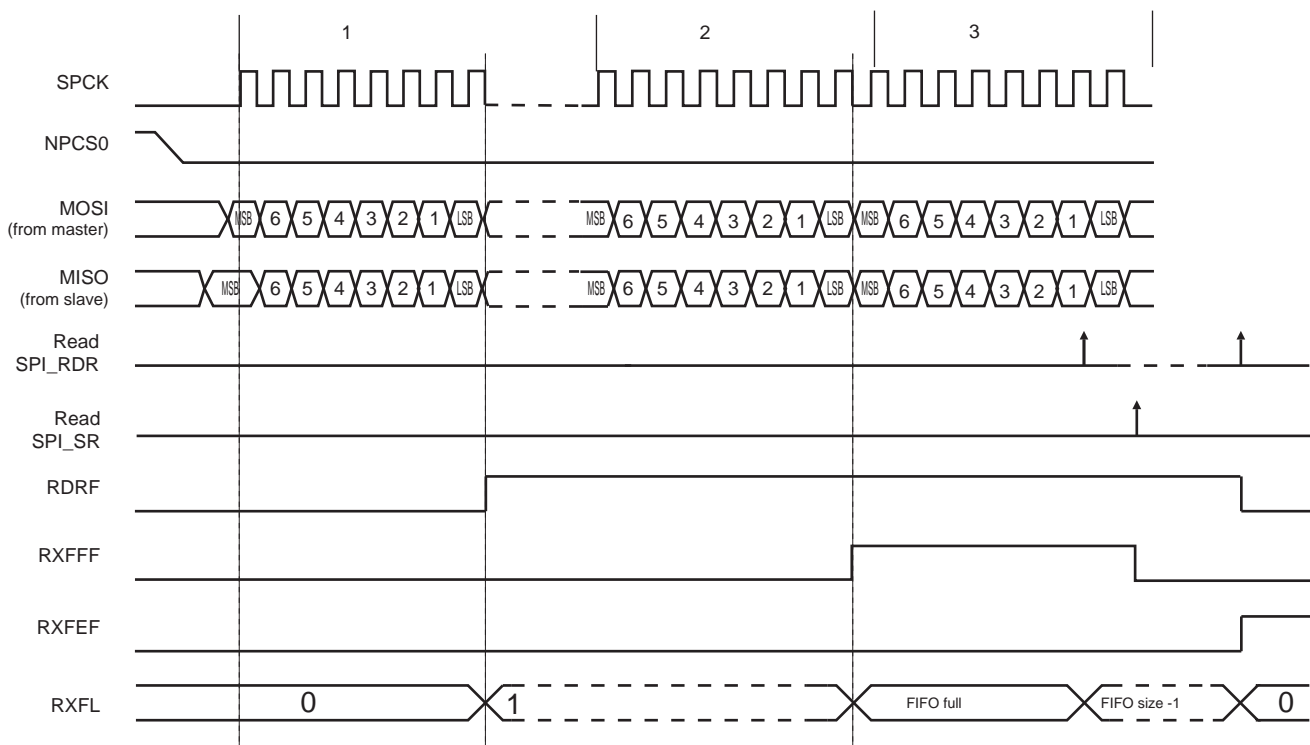 1 2 3
SPCK
NPCS0
MOSI
(from master)
MSB 6 5 4 3 2 1 LSB MSB 6 5 4 3 2 1 LSB MSB 6 5 4 3 2 1 LSB
MISO
(from slave)
MSB 6 5 4 3 2 1 LSB MSB 6 5 4 3 2 1 LSB MSB 6 5 4 3 2 1 LSB
Read
SPI_RDR
Read
SPI_SR
RDRF
RXFFF
RXFEF
RXFL 0 1 FIFO full FIFO size -1 0